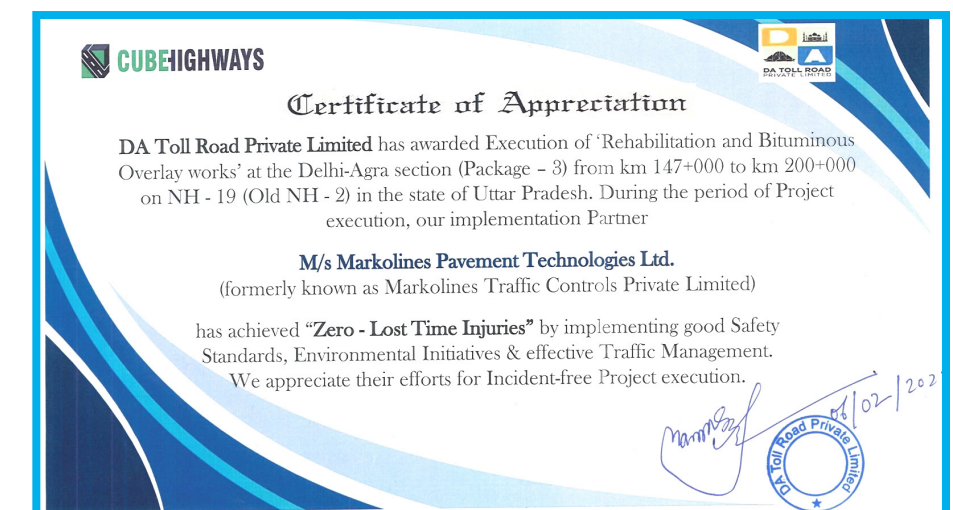 CUBEHIGHWAYS
DA
DA TOLL ROAD
PRIVATE LIMITED
Certificate of Appreciation
DA Toll Road Private Limited has awarded Execution of ‘Rehabilitation and Bituminous
Overlay works’ at the Delhi-Agra section (Package – 3) from km 147+000 to km 200+000
on NH - 19 (Old NH - 2) in the state of Uttar Pradesh. During the period of Project
execution, our implementation Partner
M/s Markolines Pavement Technologies Ltd.
(formerly known as Markolines Traffic Controls Private Limited)
has achieved “Zero - Lost Time Injuries” by implementing good Safety
Standards, Environmental Initiatives & effective Traffic Management.
We appreciate their efforts for Incident-free Project execution.
06/02/202
DA Toll Road Private Limited